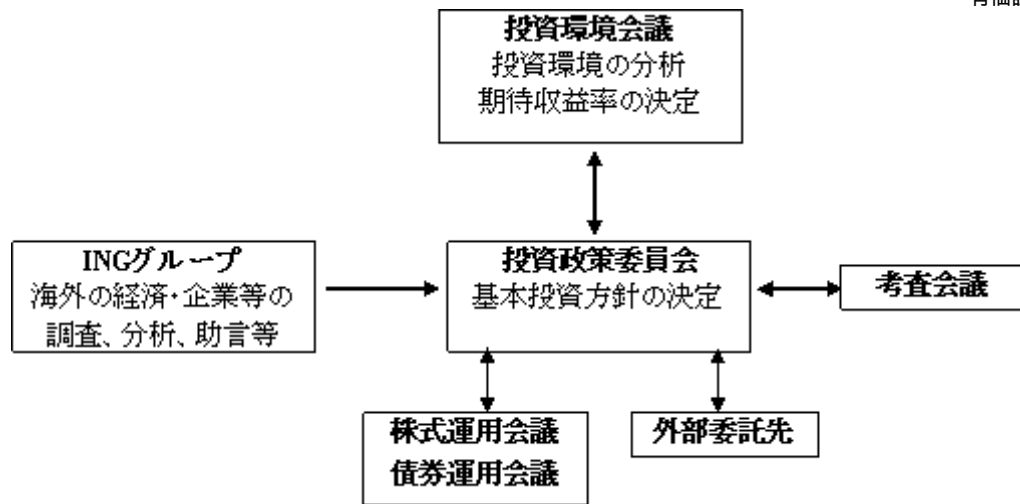 投資環境会議
投資環境の分析
期待収益率の決定
INGグループ
海外の経済・企業等の
調査、分析、助言等
投資政策委員会
基本投資方針の決定
考査会議
株式運用会議
債券運用会議
外部委託先